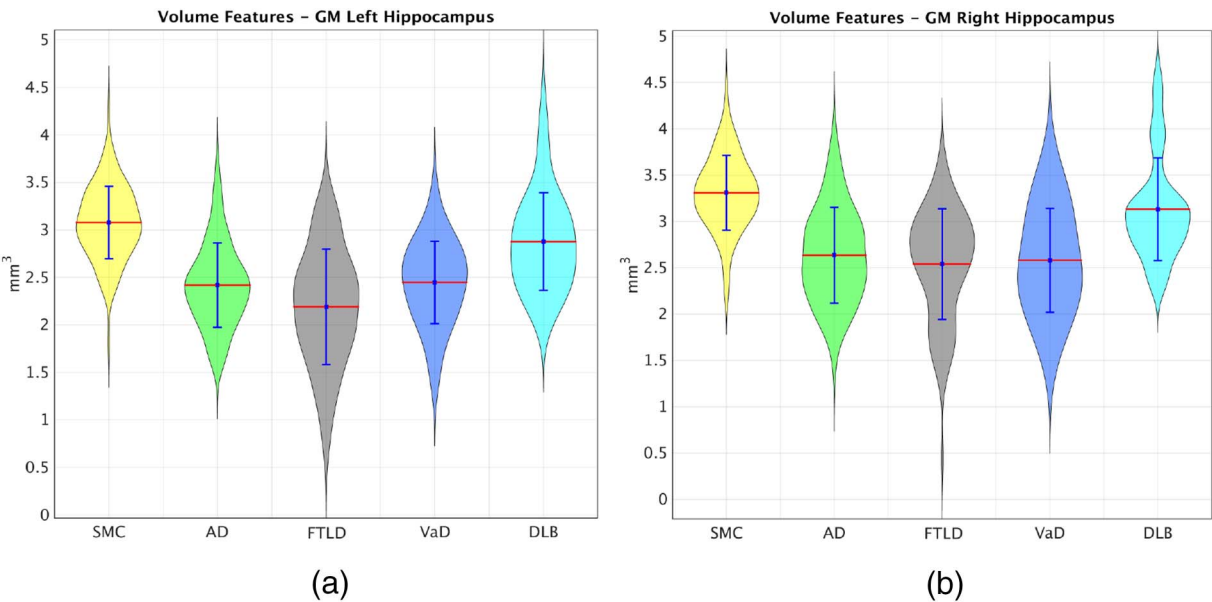 Volume Features – GM Left Hippocampus
5
4.5
4
3.5
3
2.5
2
1.5
1
0.5
0
mm3
SMC AD FTLD VaD DLB
(a)
Volume Features – GM Right Hippocampus
5
4.5
4
3.5
3
2.5
2
1.5
1
0.5
0
mm3
SMC AD FTLD VaD DLB
(b)